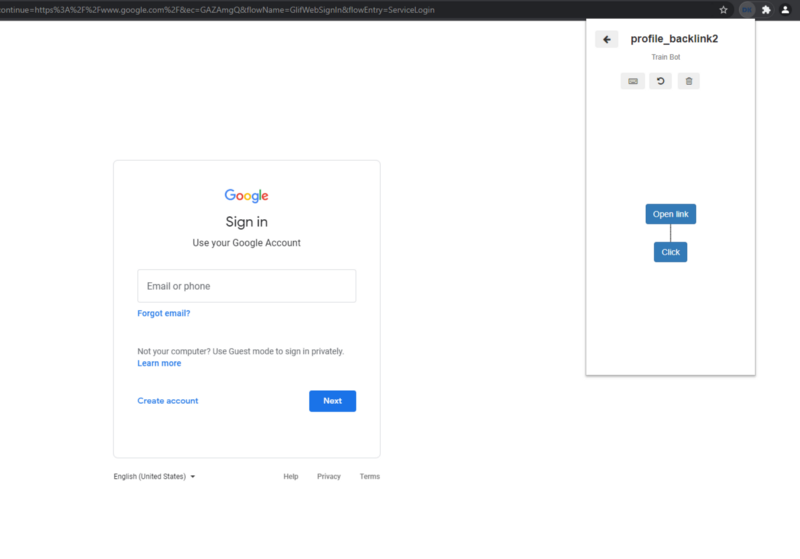 continue=https%3A%2F%2Fwww.google.com%2F&ec=GAZAmgQ&flowName=GlifWebSignIn&flowEntry=ServiceLogin
profile_backlink2
Train Bot
Open link
Click
Google
Sign in
Use your Google Account
Email or phone
Forgot email?
Not your computer? Use Guest mode to sign in privately.
Learn more
Create account
Next
English (United States)
Help
Privacy
Terms